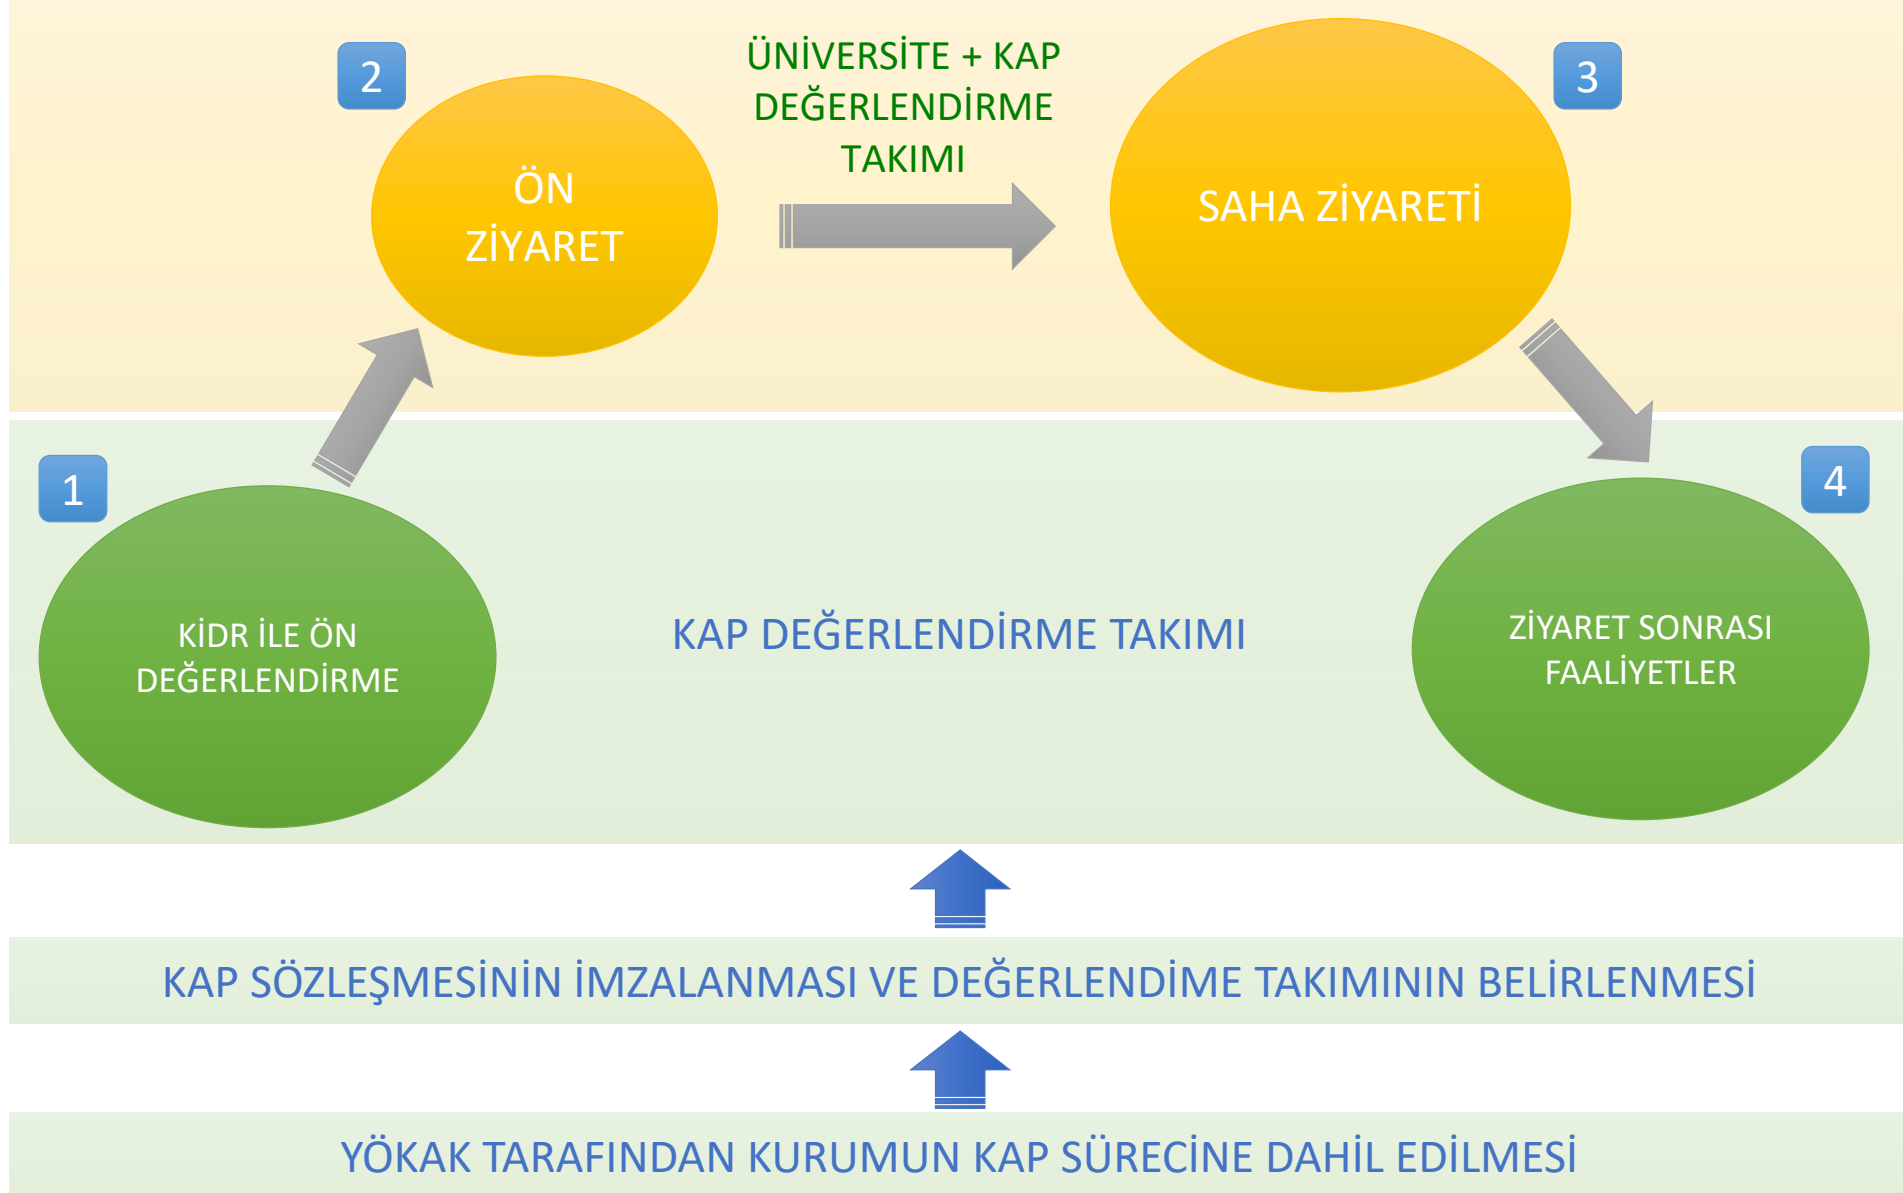 2
ÖN
ZİYARET
ÜNİVERSİTE + KAP
DEĞERLENDİRME
TAKIMI
3
SAHA ZİYARETİ
1
KİDR İLE ÖN
DEĞERLENDİRME
KAP DEĞERLENDİRME TAKIMI
4
ZİYARET SONRASI
FAALİYETLER
KAP SÖZLEŞMESİNİN İMZALANMASI VE DEĞERLENDİME TAKIMININ BELİRLENMESİ
YÖKAK TARAFINDAN KURUMUN KAP SÜRECİNE DAHİL EDİLMESİ